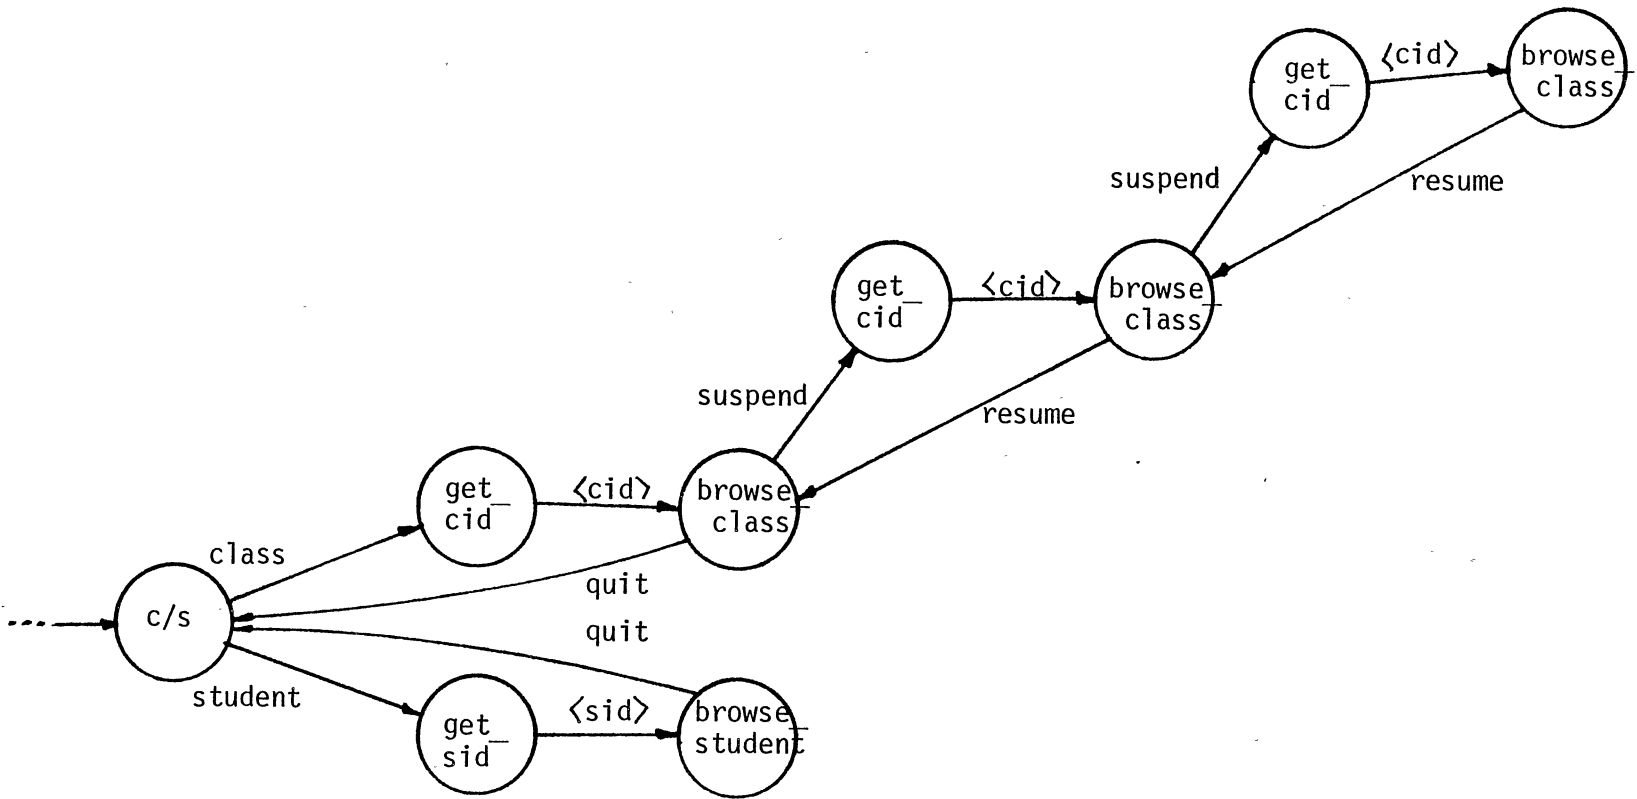 get_
cid
<cid>
browse_
class
suspend
resume
get_
cid
<cid>
browse_
class
suspend
resume
get_
cid
<cid>
browse_
class
class
quit
c/s
quit
student
get_
sid
<sid>
browse_
student